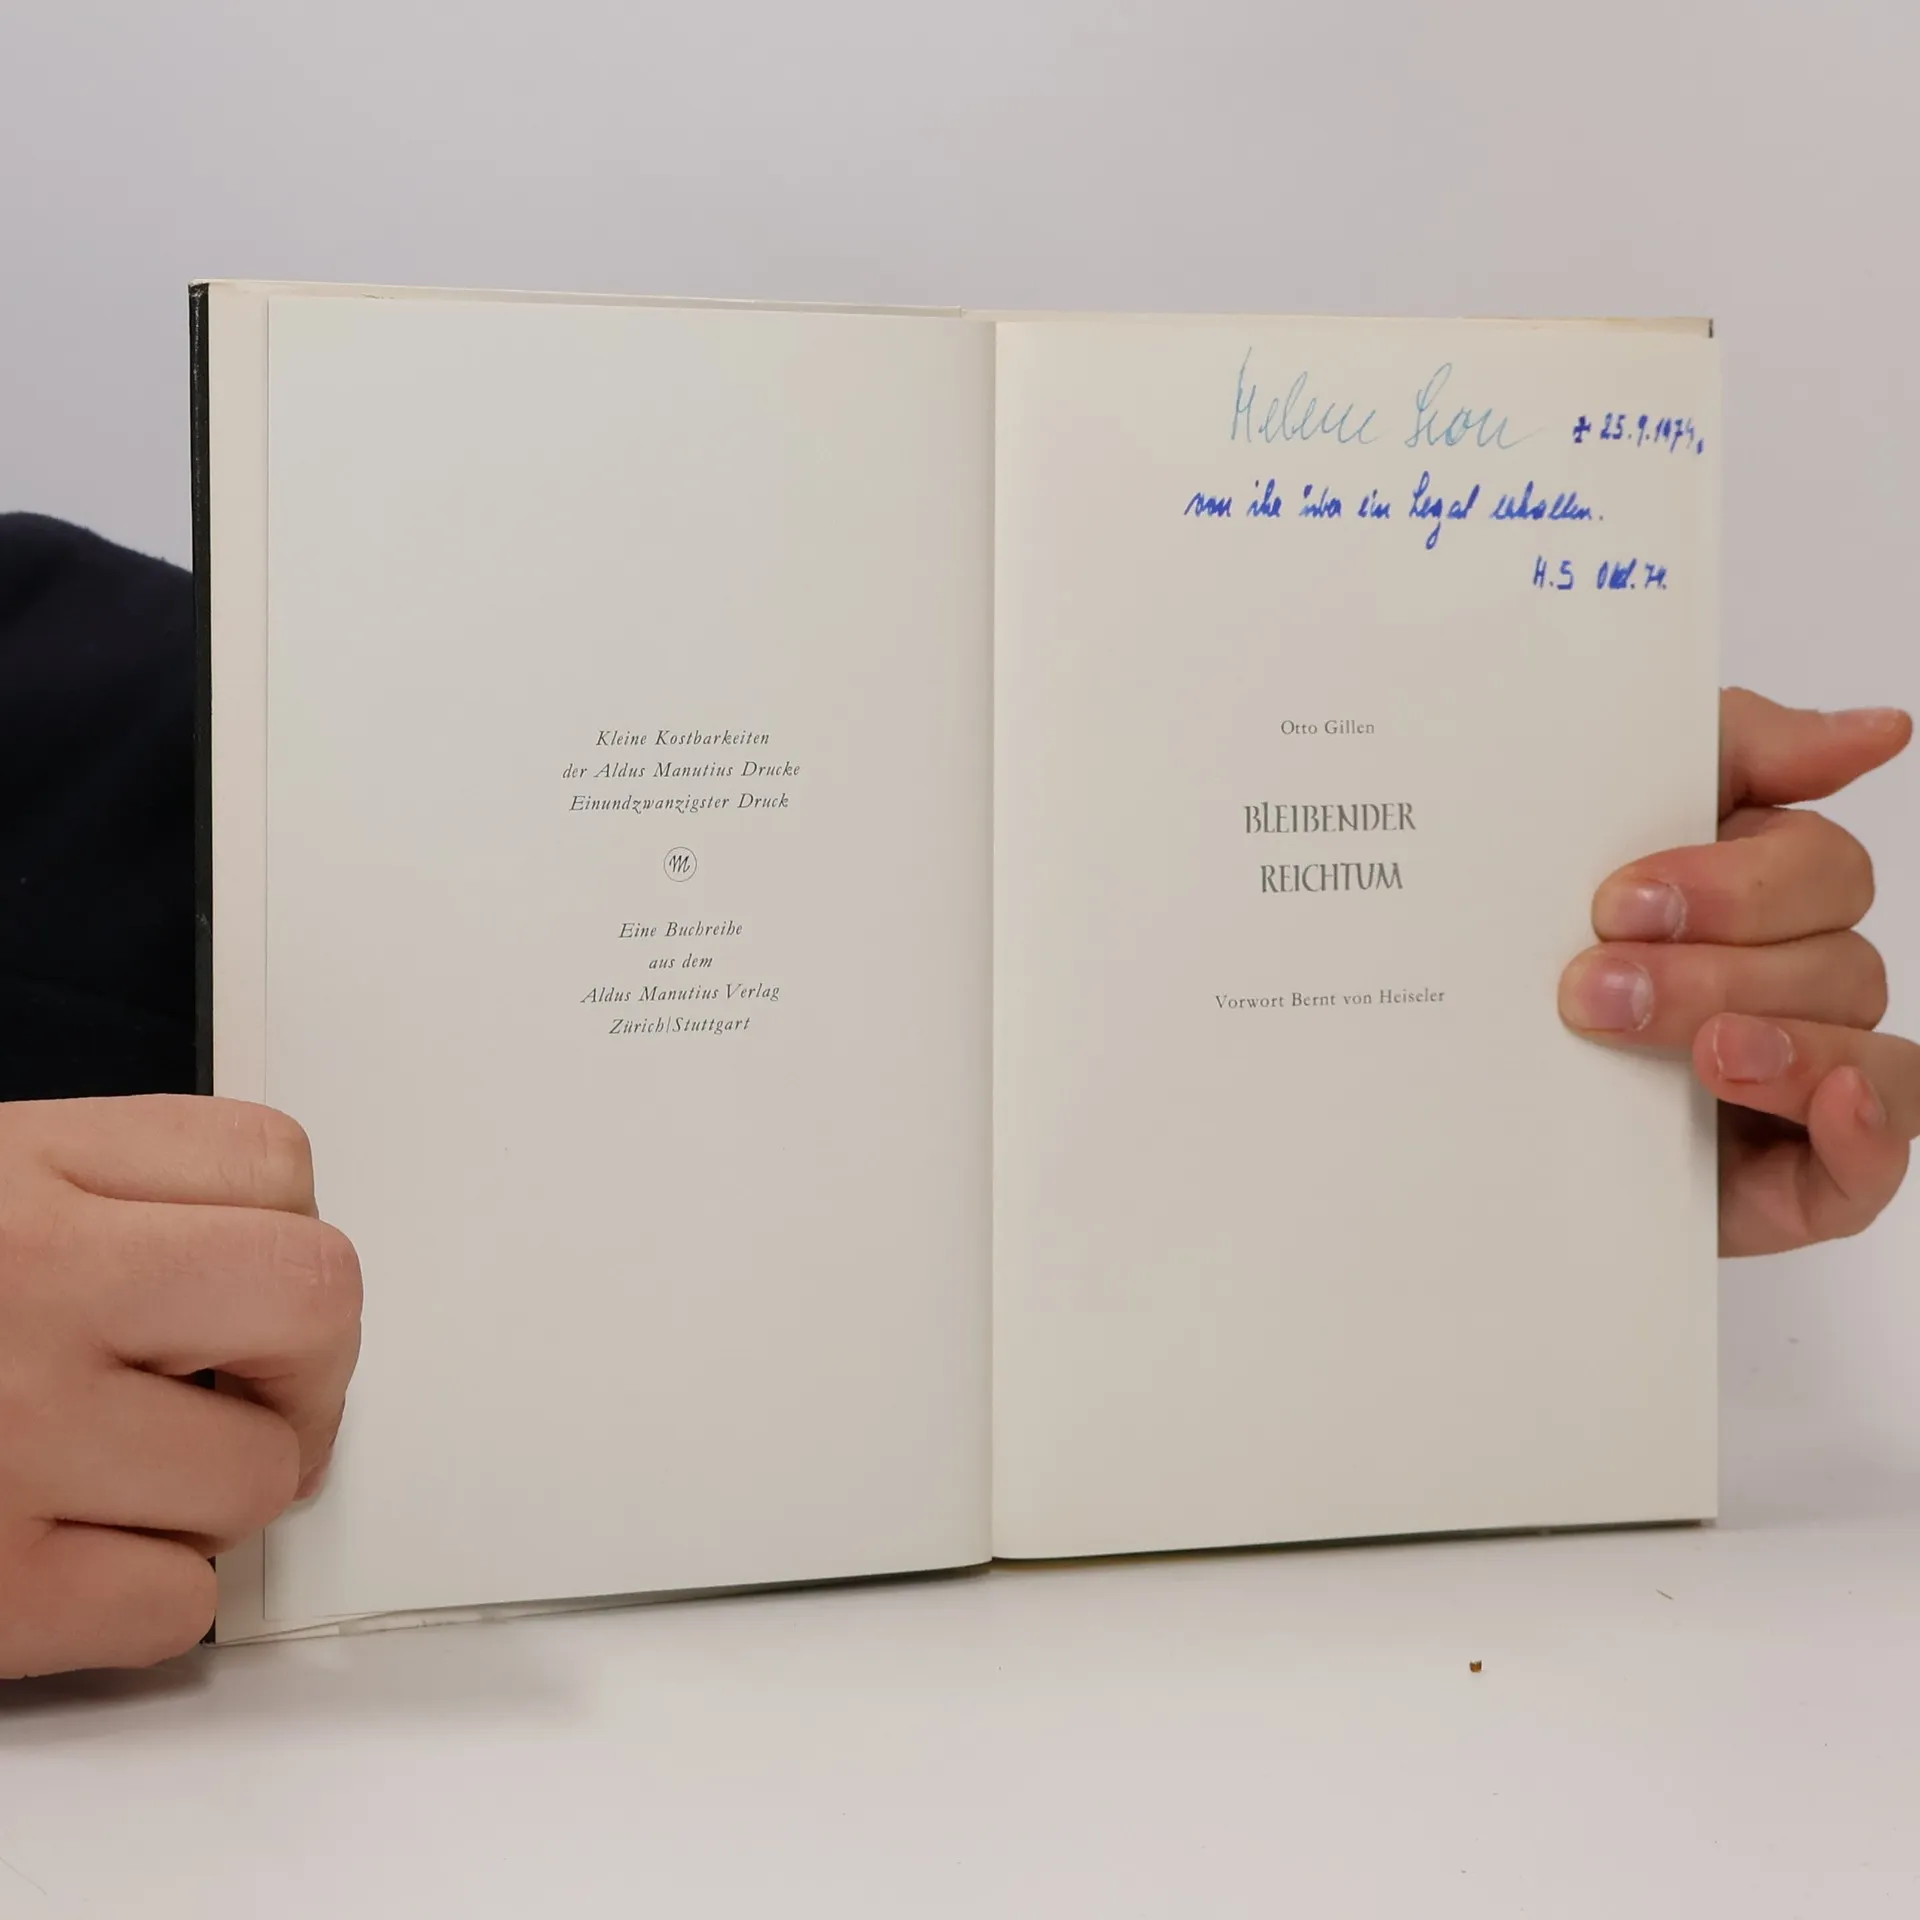 Kleine Kostbarkeiten
der Aldus Manutius Drucke
Einundzwanzigster Druck
M
Eine Buchreihe
aus dem
Aldus Manutius Verlag
Zürich/Stuttgart
Helene
+ 25.9.1974,
von ihr über ein Legat erhalten.
H.S Okt. 74.
Otto Gillen
BLEIBENDER
REICHTUM
Vorwort Bernt von Heiseler